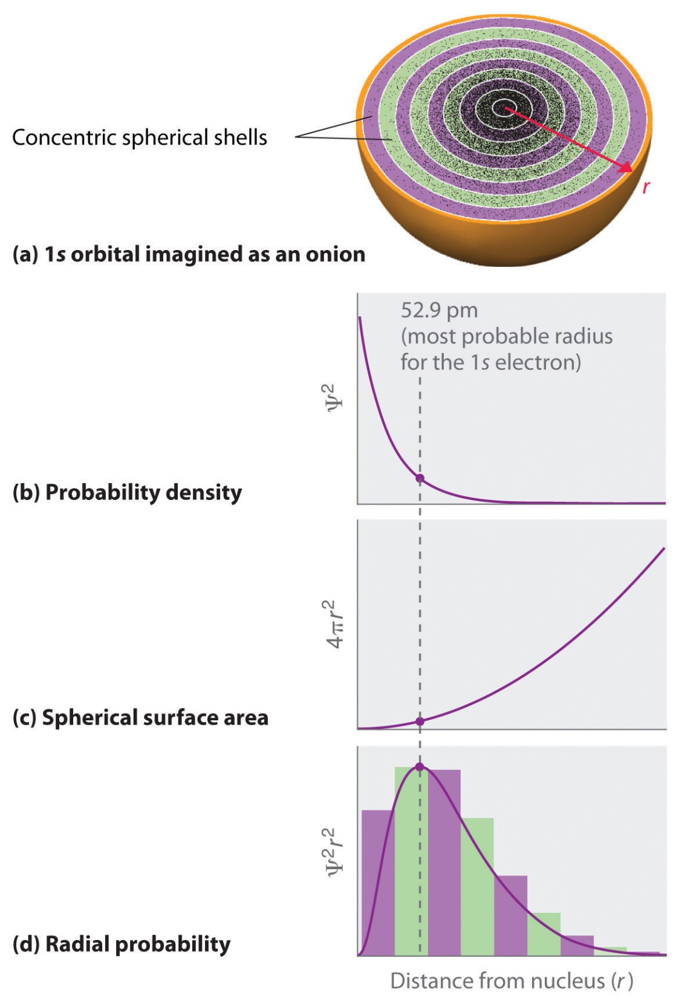 Concentric spherical shells
r
(a) 1s orbital imagined as an onion
52.9 pm
(most probable radius
for the 1s electron)
Ψ²
(b) Probability density
4πr²
(c) Spherical surface area
Ψ²r²
(d) Radial probability
Distance from nucleus (r)